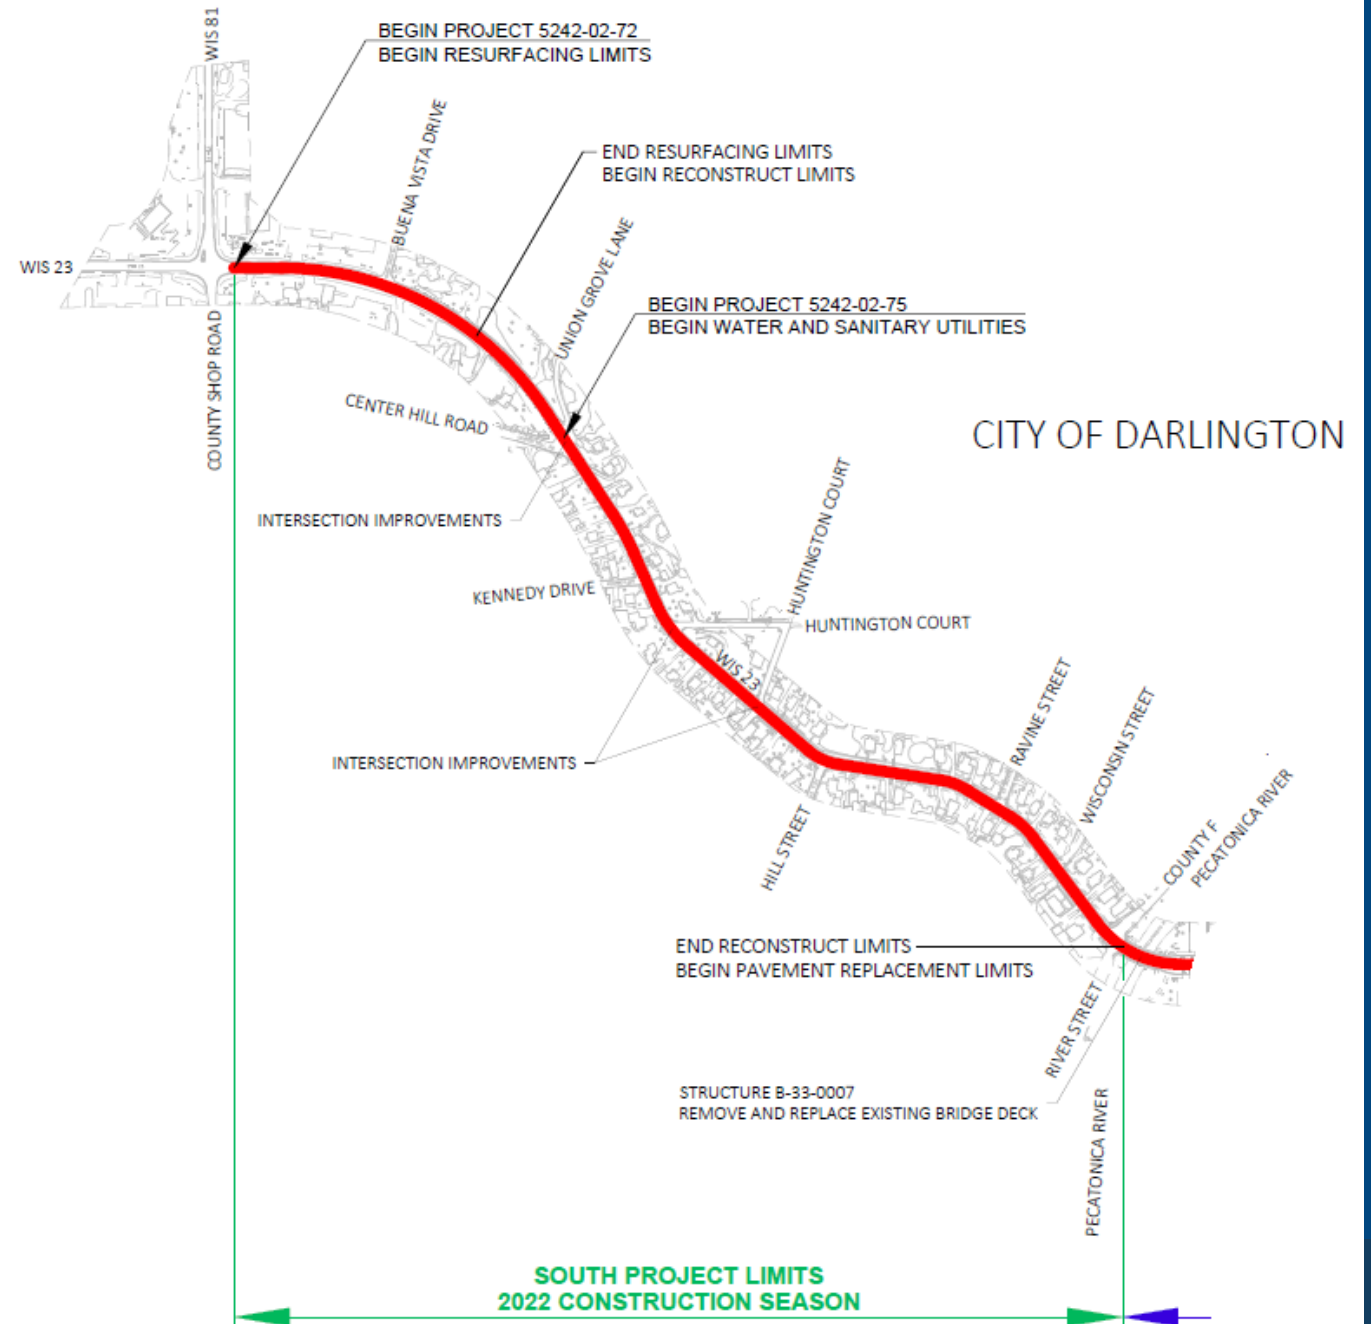 WIS 81
BEGIN PROJECT 5242-02-72
BEGIN RESURFACING LIMITS
BUENA VISTA DRIVE
END RESURFACING LIMITS
BEGIN RECONSTRUCT LIMITS
WIS 23
UNION GROVE LANE
BEGIN PROJECT 5242-02-75
BEGIN WATER AND SANITARY UTILITIES
COUNTY SHOP ROAD
CENTER HILL ROAD
CITY OF DARLINGTON
INTERSECTION IMPROVEMENTS
HUNTINGTON COURT
KENNEDY DRIVE
HUNTINGTON COURT
WIS 23
RAVINE STREET
WISCONSIN STREET
INTERSECTION IMPROVEMENTS
HILL STREET
COUNTY F
PECATONICA RIVER
END RECONSTRUCT LIMITS
BEGIN PAVEMENT REPLACEMENT LIMITS
RIVER STREET
STRUCTURE B-33-0007
REMOVE AND REPLACE EXISTING BRIDGE DECK
PECATONICA RIVER
SOUTH PROJECT LIMITS
2022 CONSTRUCTION SEASON